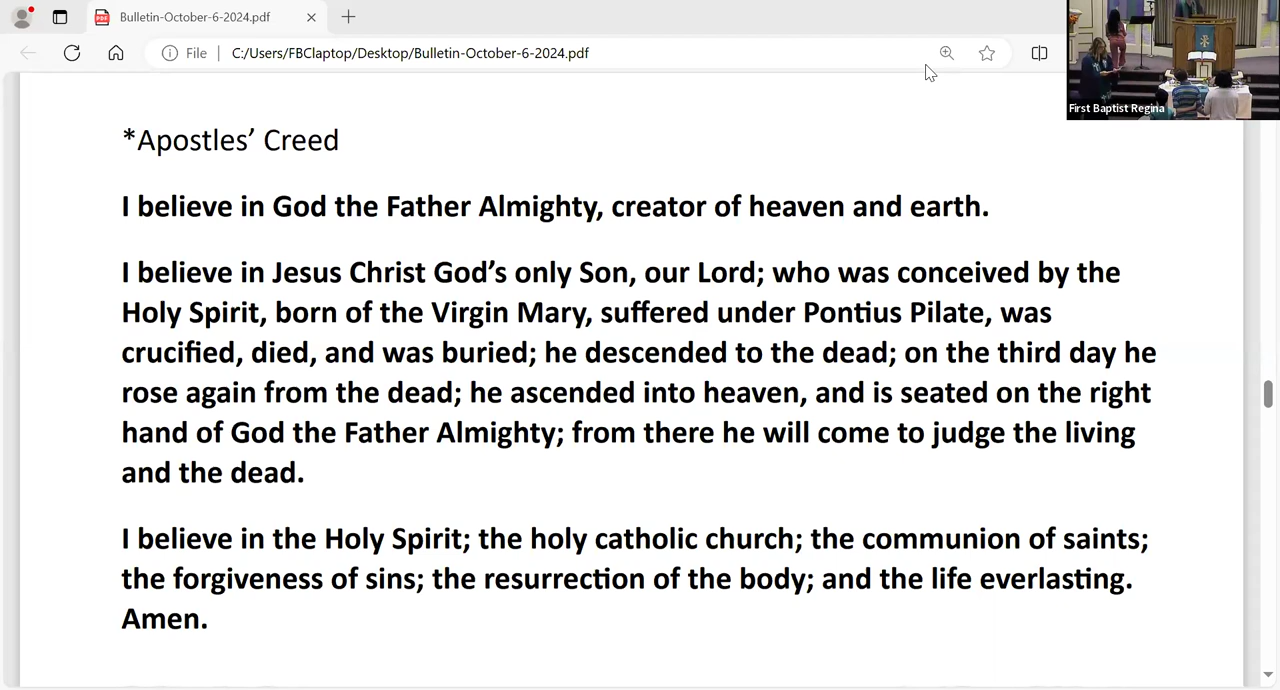 Bulletin-October-6-2024.pdf
File
C:/Users/FBClaptop/Desktop/Bulletin-October-6-2024.pdf
First Baptist Regina
*Apostles’ Creed
I believe in God the Father Almighty, creator of heaven and earth.
I believe in Jesus Christ God’s only Son, our Lord; who was conceived by the
Holy Spirit, born of the Virgin Mary, suffered under Pontius Pilate, was
crucified, died, and was buried; he descended to the dead; on the third day he
rose again from the dead; he ascended into heaven, and is seated on the right
hand of God the Father Almighty; from there he will come to judge the living
and the dead.
I believe in the Holy Spirit; the holy catholic church; the communion of saints;
the forgiveness of sins; the resurrection of the body; and the life everlasting.
Amen.